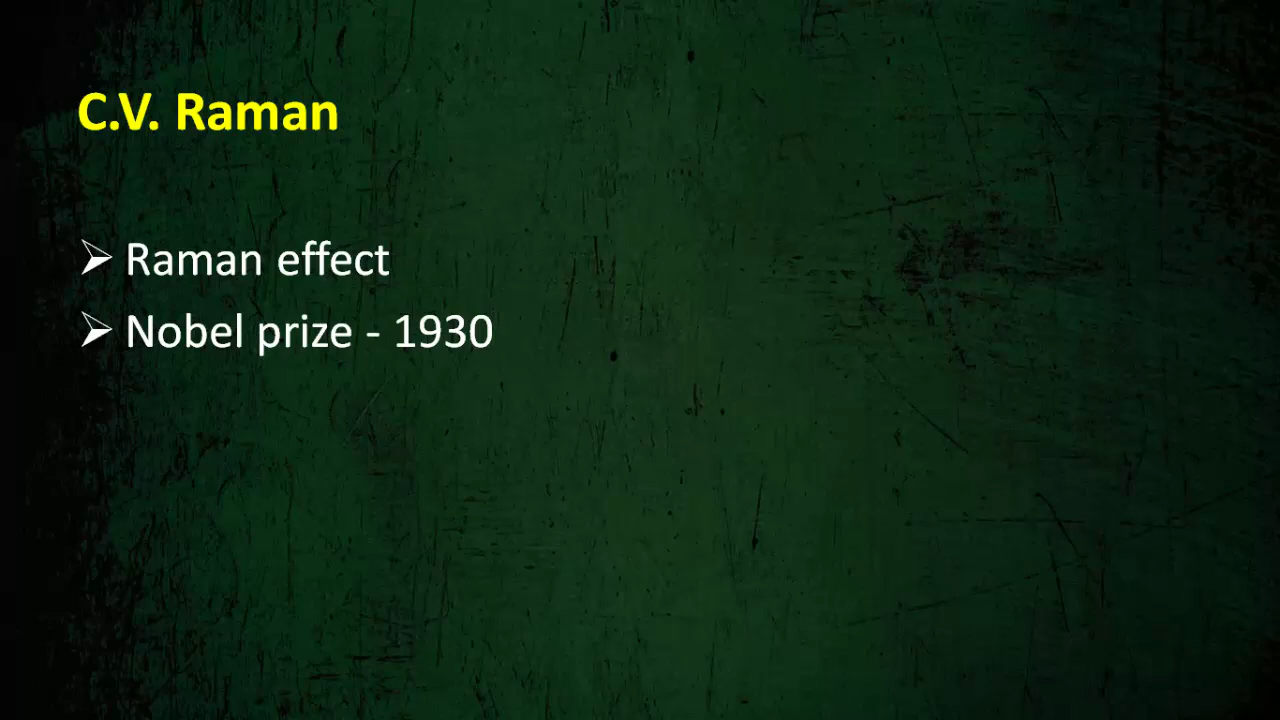 C.V. Raman
➢ Raman effect
➢ Nobel prize - 1930